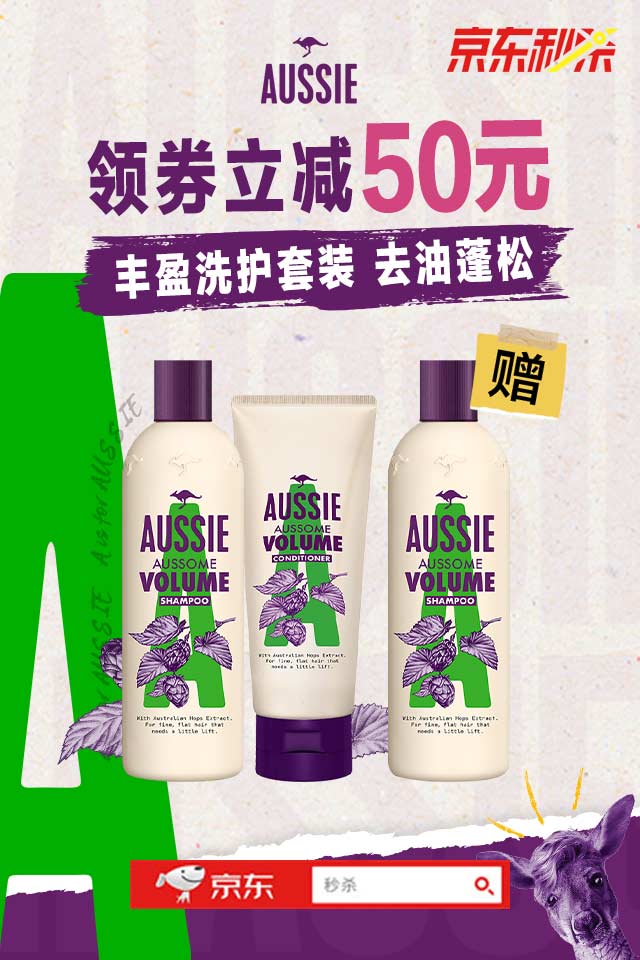 京东秒杀
AUSSIE
领券立减50元
丰盈洗护套装 去油蓬松
赠
A is for AUSSIE
AUSSIE
AUSSOME
VOLUME
SHAMPOO
With Australian Hops Extract.
For fine, flat hair that
needs a little lift.
AUSSIE
AUSSOME
VOLUME
CONDITIONER
With Australian Hops Extract.
For fine, flat hair that
needs a little lift.
AUSSIE
AUSSOME
VOLUME
SHAMPOO
With Australian Hops Extract.
For fine, flat hair that
needs a little lift.
京东
秒杀